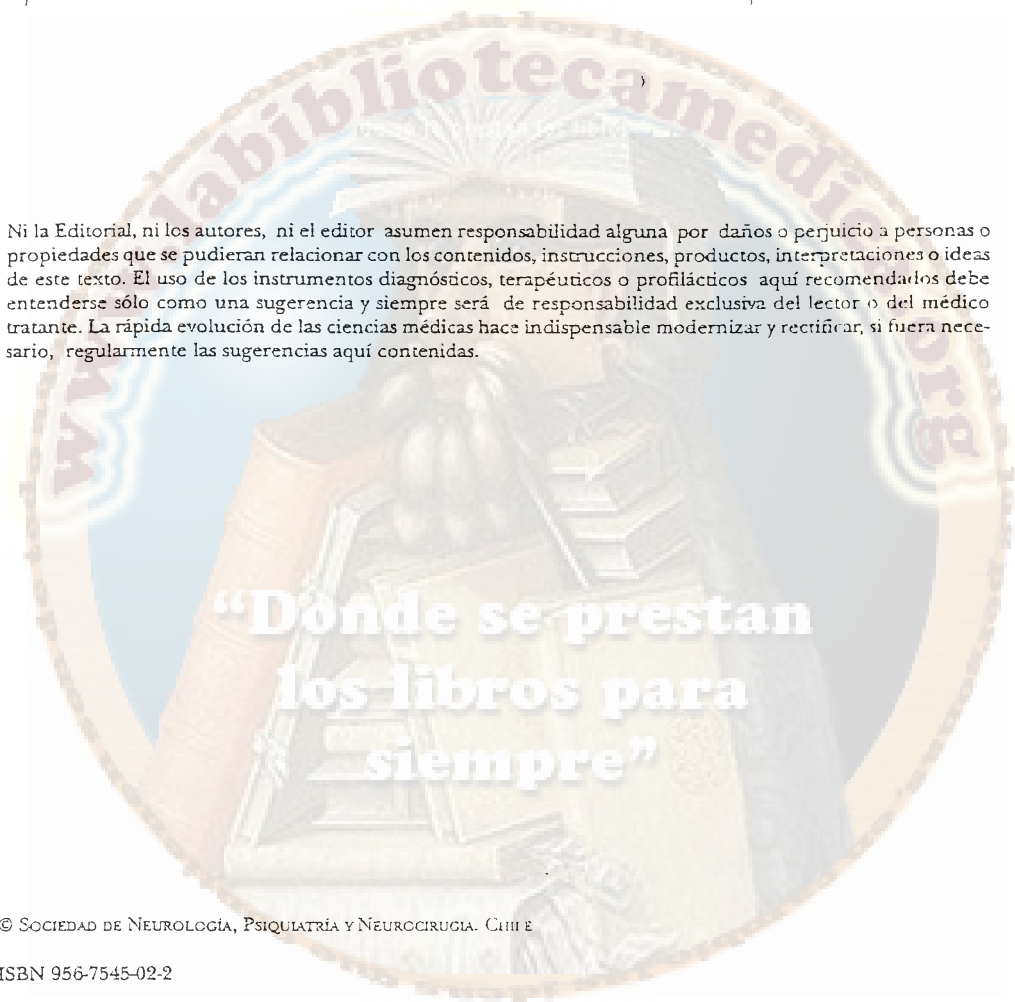 www.labibliotecamedica.org
Ni la Editorial, ni los autores, ni el editor asumen responsabilidad alguna por daños o perjuicio a personas o
propiedades que se pudieran relacionar con los contenidos, instrucciones, productos, interpretaciones o ideas
de este texto. El uso de los instrumentos diagnósticos, terapéuticos o profilácticos aquí recomendados debe
entenderse sólo como una sugerencia y siempre será de responsabilidad exclusiva del lector o del médico
tratante. La rápida evolución de las ciencias médicas hace indispensable modernizar y rectificar, si fuera nece-
sario, regularmente las sugerencias aquí contenidas.
“Donde se prestan
los libros para
siempre”
© SOCIEDAD DE NEUROLOGÍA, PSIQUIATRÍA Y NEUROCIRUGIA. CHILE
ISBN 956-7545-02-2